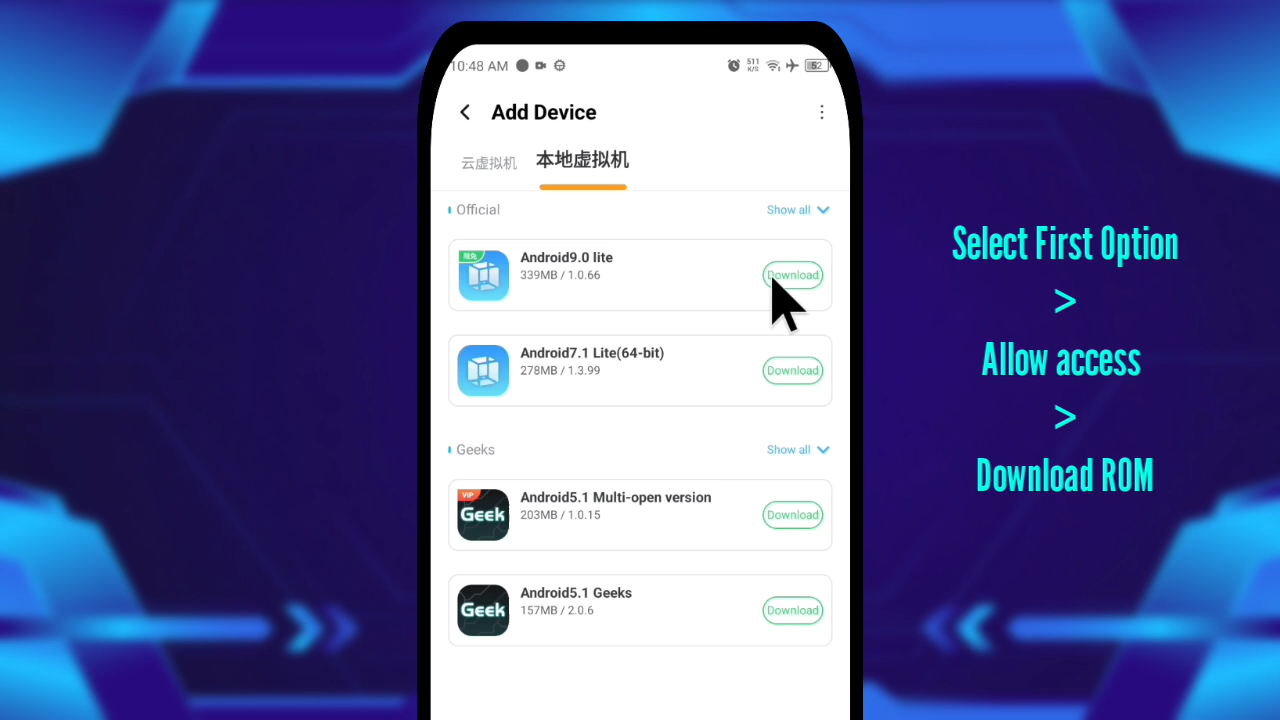 10:48 AM
511
K/S
52
Add Device
云虚拟机
本地虚拟机
Official
Show all
限免
Android9.0 lite
339MB / 1.0.66
Download
Android7.1 Lite(64-bit)
278MB / 1.3.99
Download
Geeks
Show all
VIP
Geek
Android5.1 Multi-open version
203MB / 1.0.15
Download
Geek
Android5.1 Geeks
157MB / 2.0.6
Download
Select First Option
>
Allow access
>
Download ROM